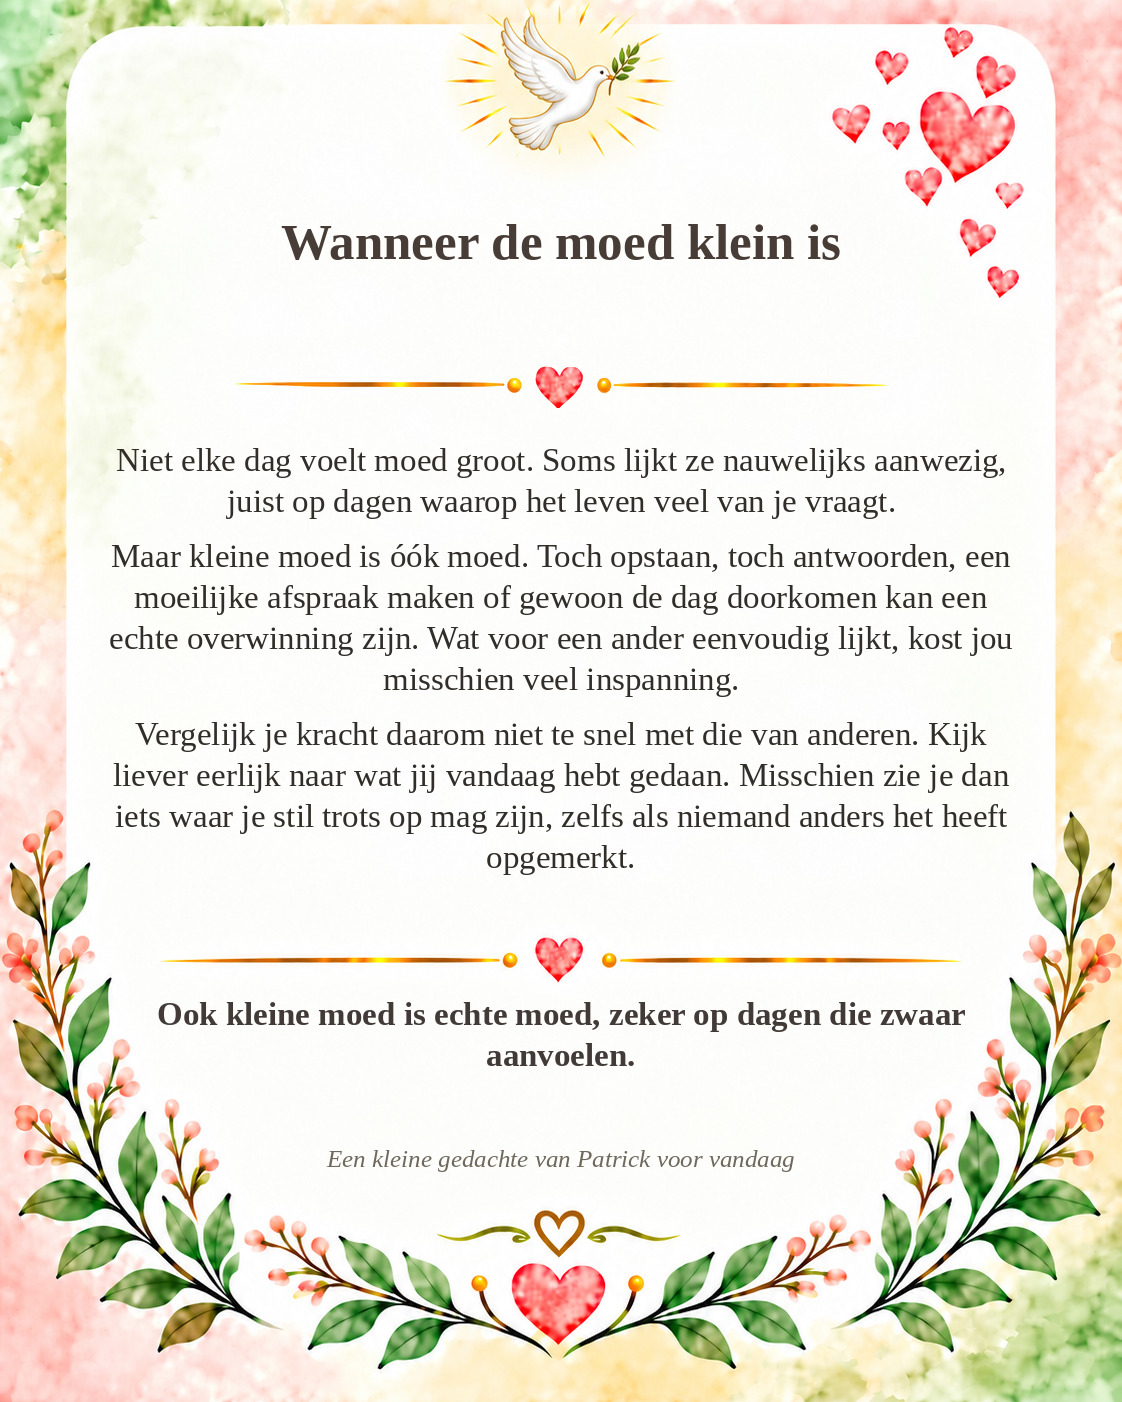 Wanneer de moed klein is
Niet elke dag voelt moed groot. Soms lijkt ze nauwelijks aanwezig,
juist op dagen waarop het leven veel van je vraagt.
Maar kleine moed is óók moed. Toch opstaan, toch antwoorden, een
moeilijke afspraak maken of gewoon de dag doorkomen kan een
echte overwinning zijn. Wat voor een ander eenvoudig lijkt, kost jou
misschien veel inspanning.
Vergelijk je kracht daarom niet te snel met die van anderen. Kijk
liever eerlijk naar wat jij vandaag hebt gedaan. Misschien zie je dan
iets waar je stil trots op mag zijn, zelfs als niemand anders het heeft
opgemerkt.
Ook kleine moed is echte moed, zeker op dagen die zwaar
aanvoelen.
Een kleine gedachte van Patrick voor vandaag